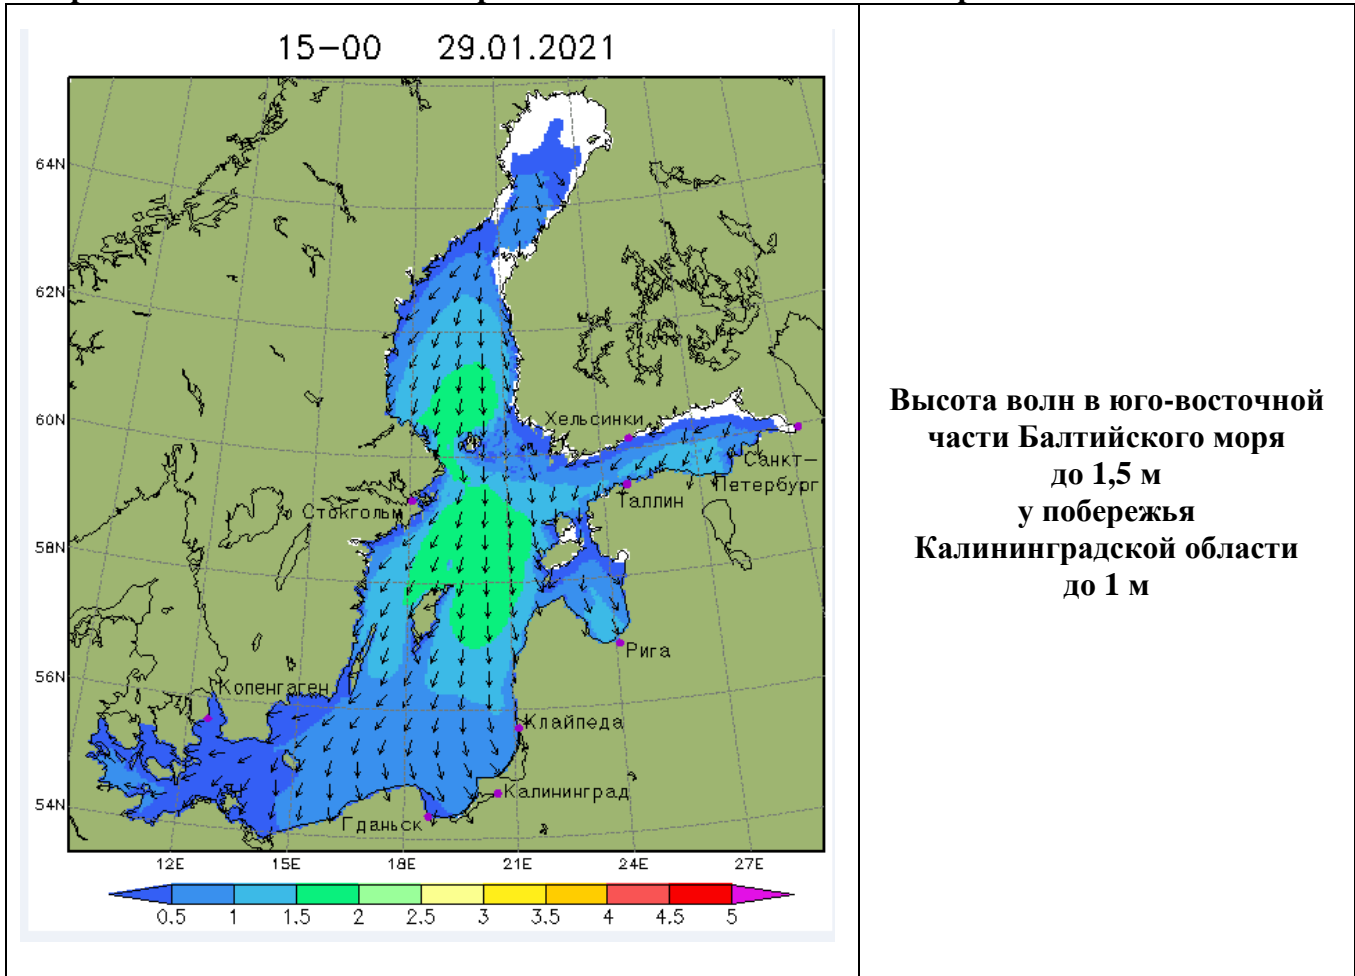 15-00 29.01.2021
64N
62N
60N
58N
56N
54N
Хельсинки
Санкт-
Петербург
Таллин
Стокгольм
Рига
Копенгаген
Клайпеда
Калининград
Гданьск
12E 15E 18E 21E 24E 27E
0.5 1 1.5 2 2.5 3 3.5 4 4.5 5
Высота волн в юго-восточной
части Балтийского моря
до 1,5 м
у побережья
Калининградской области
до 1 м